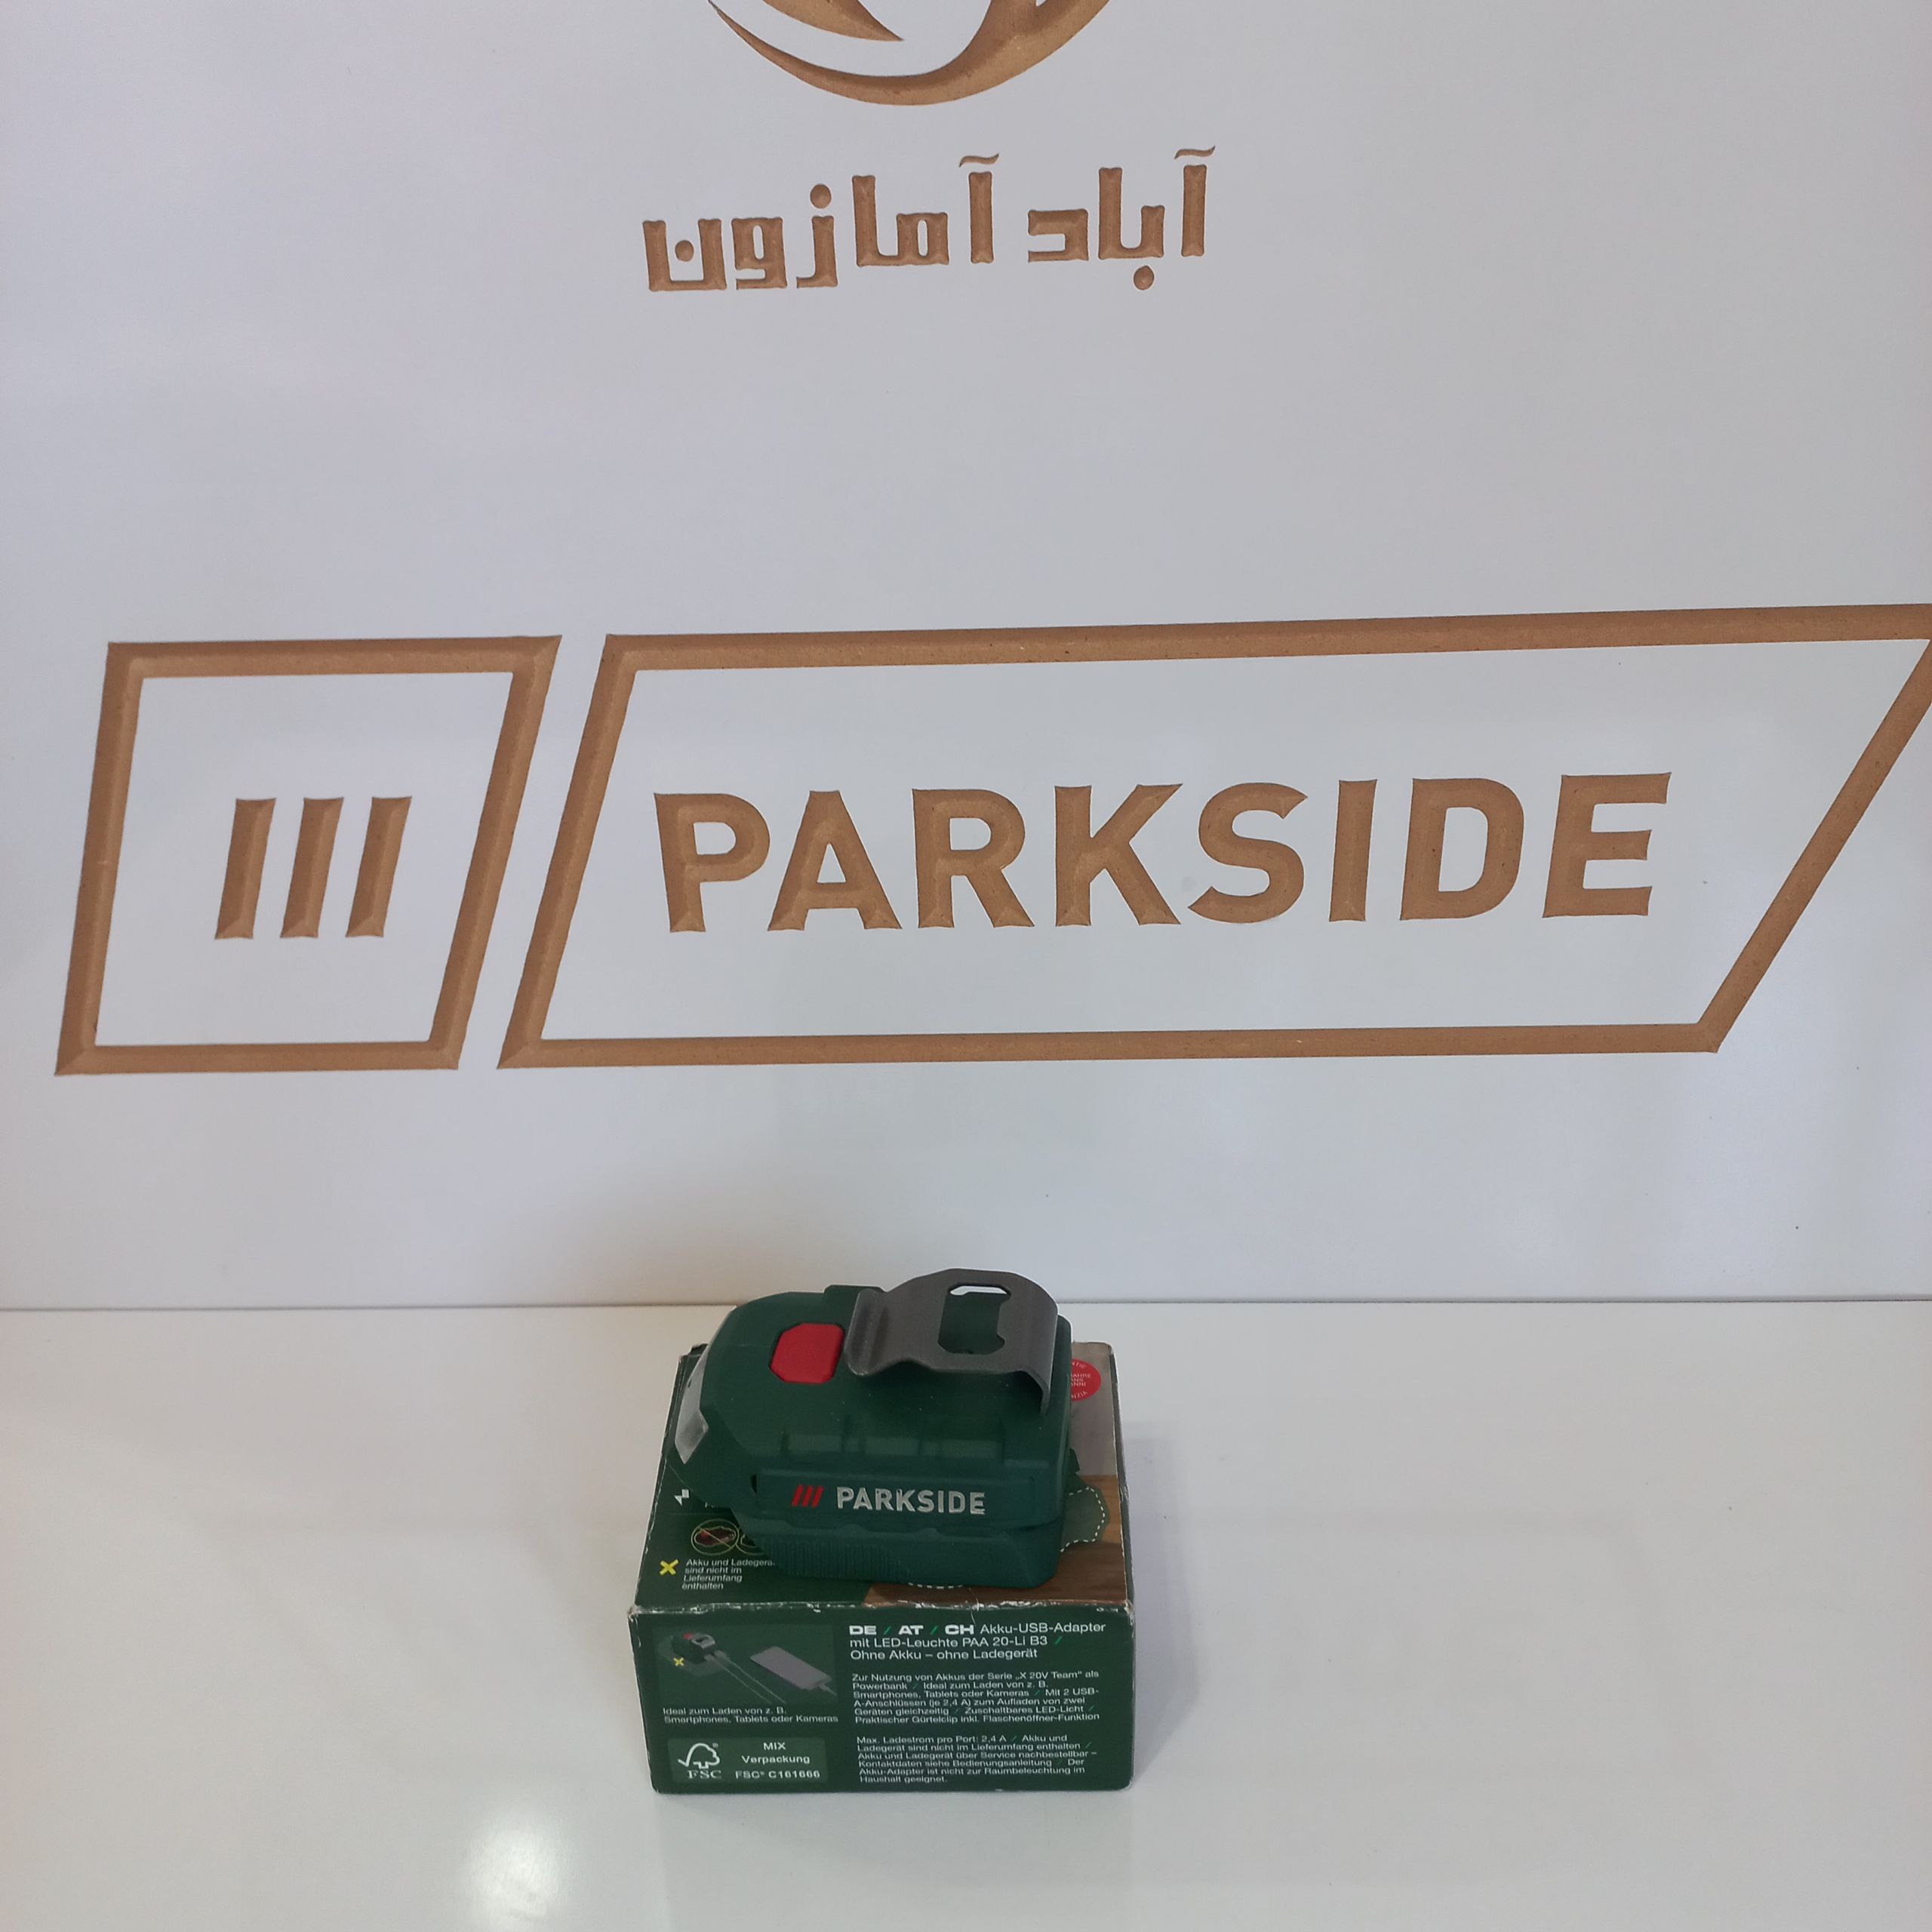 آباد آمازون
PARKSIDE
PARKSIDE
Akku und Ladegerä
sind nicht im
Lieferumfang
enthalten
DE / AT / CH Akku-USB-Adapter
mit LED-Leuchte PAA 20-Li B3 /
Ohne Akku – ohne Ladegerät
Zur Nutzung von Akkus der Serie „X 20V Team“ als
Powerbank / Ideal zum Laden von z. B.
Smartphones, Tablets oder Kameras / Mit 2 USB-
A-Anschlüssen (je 2,4 A) zum Aufladen von zwei
Geräten gleichzeitig / Zuschaltbares LED-Licht /
Praktischer Gürtelclip inkl. Flaschenöffner-Funktion
Max. Ladestrom pro Port: 2,4 A / Akku und
Ladegerät sind nicht im Lieferumfang enthalten /
Akku und Ladegerät über Service nachbestellbar –
Kontaktdaten siehe Bedienungsanleitung / Der
Akku-Adapter ist nicht zur Raumbeleuchtung im
Haushalt geeignet.
Ideal zum Laden von z. B.
Smartphones, Tablets oder Kameras
FSC
MIX
Verpackung
FSC® C161666